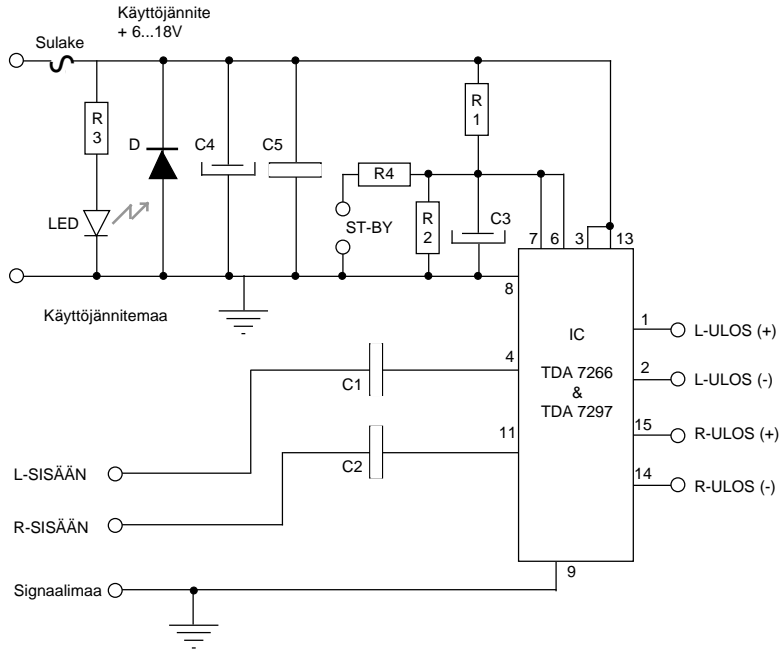 Käyttöjännite
+ 6...18V
Sulake
R
3
D
C4
C5
R
1
R4
LED
ST-BY
R
2
C3
7
6
3
13
8
Käyttöjännitemaa
IC
TDA 7266
&
TDA 7297
1
L-ULOS (+)
4
2
L-ULOS (-)
C1
15
R-ULOS (+)
11
C2
14
R-ULOS (-)
L-SISÄÄN
R-SISÄÄN
9
Signaalimaa